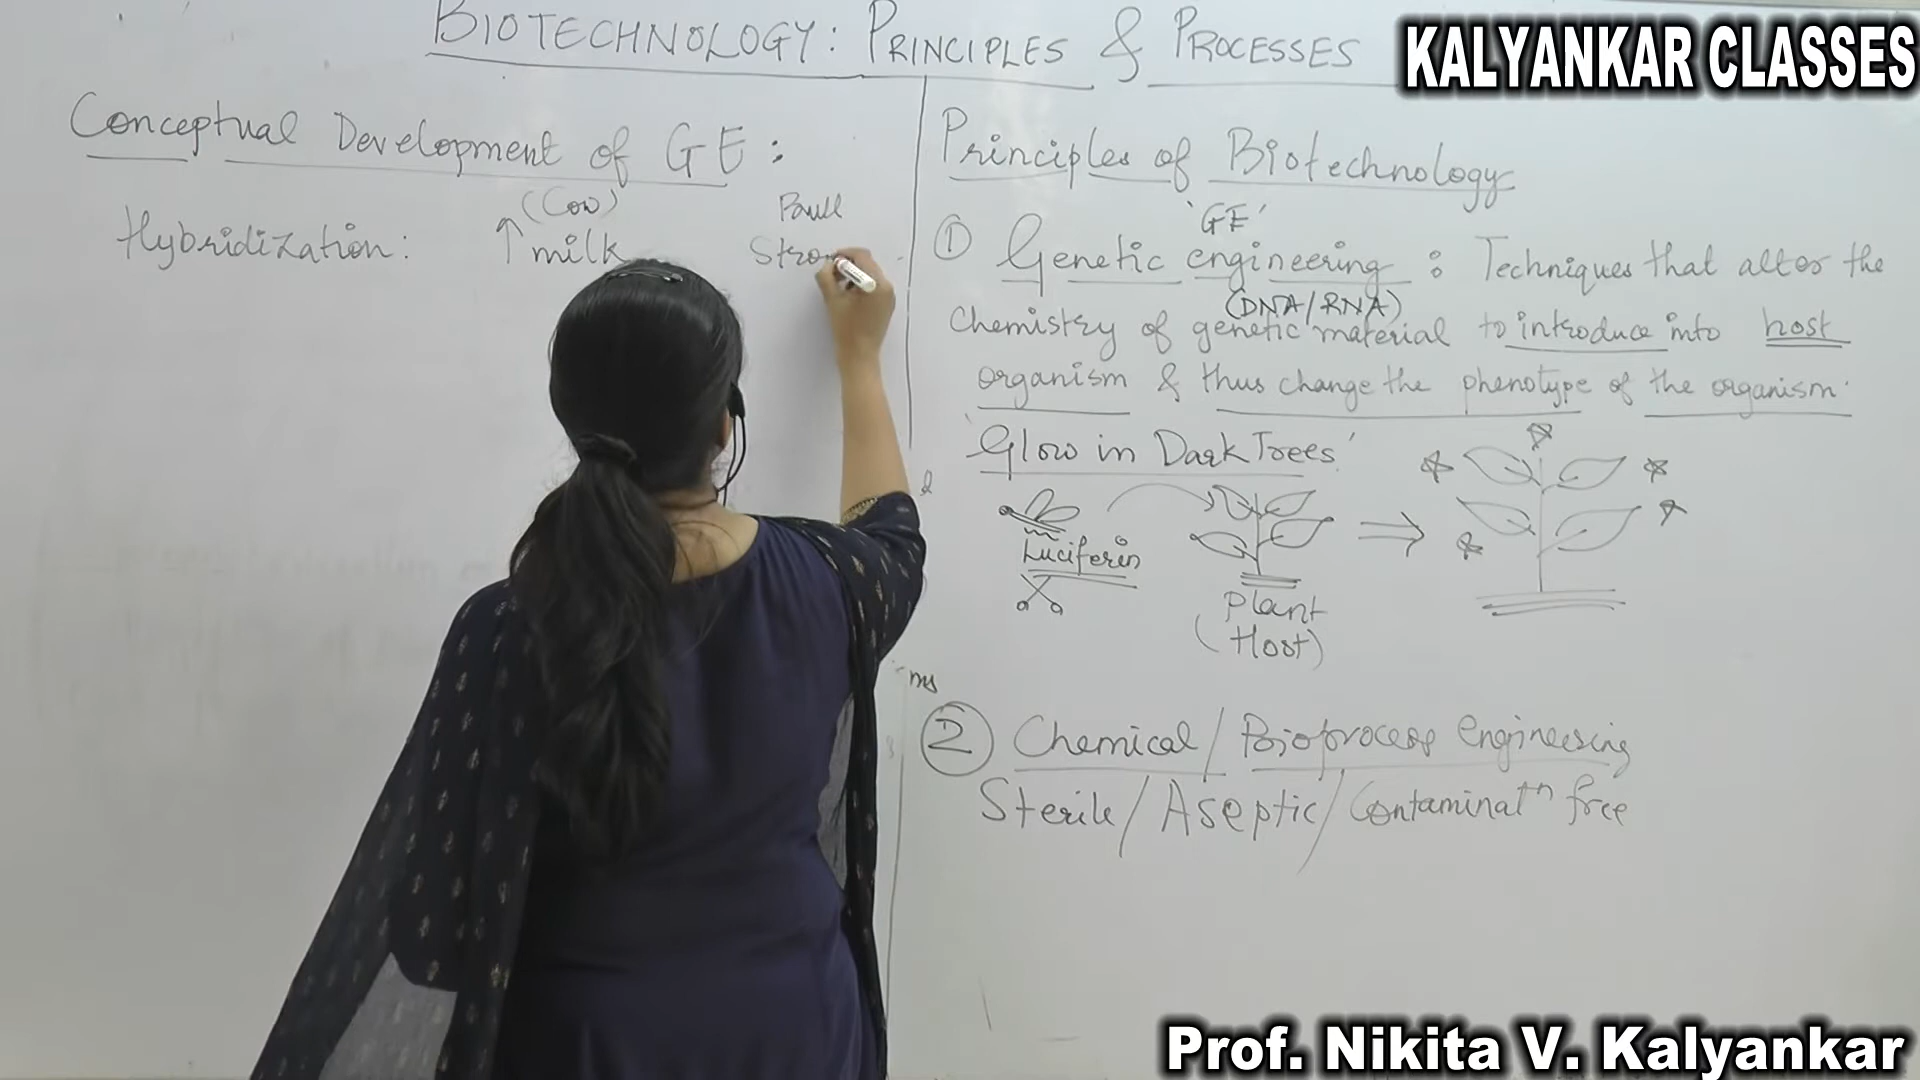 BIOTECHNOLOGY: PRINCIPLES & PROCESSES
KALYANKAR CLASSES
Conceptual Development of GE:
(Cow)
Hybridization: ↑ milk
Stro
Principles of Biotechnology
'GE'
① Genetic engineering : Techniques that alter the
(DNA/RNA)
Chemistry of genetic material to introduce into host
organism & thus change the phenotype of the organism.
'Glow in Dark Trees'
Luciferin
Plant
(Host)
ms
② Chemical / Bioprocess engineering
Sterile / Aseptic / Contaminatⁿ free
Prof. Nikita V. Kalyankar